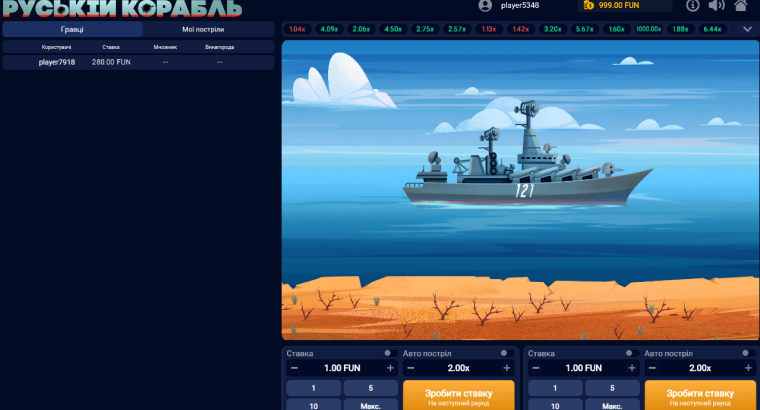 РУСЬКІЙ КОРАБЛЬ
player5348
999.00 FUN
Гравці
Мої постріли
1.04x 4.09x 2.06x 4.50x 2.75x 2.57x 1.13x 1.42x 3.20x 5.67x 1.60x 1000.00x 1.88x 6.44x
Користувачі Ставка Множник Винагорода
player7918 280.00 FUN -- --
121
Ставка Авто постріл Ставка Авто постріл
− 1.00 FUN + − 2.00x + − 1.00 FUN + − 2.00x +
1 5 Зробити ставку 1 5 Зробити ставку
На наступний раунд На наступний раунд
10 Макс. 10 Макс.